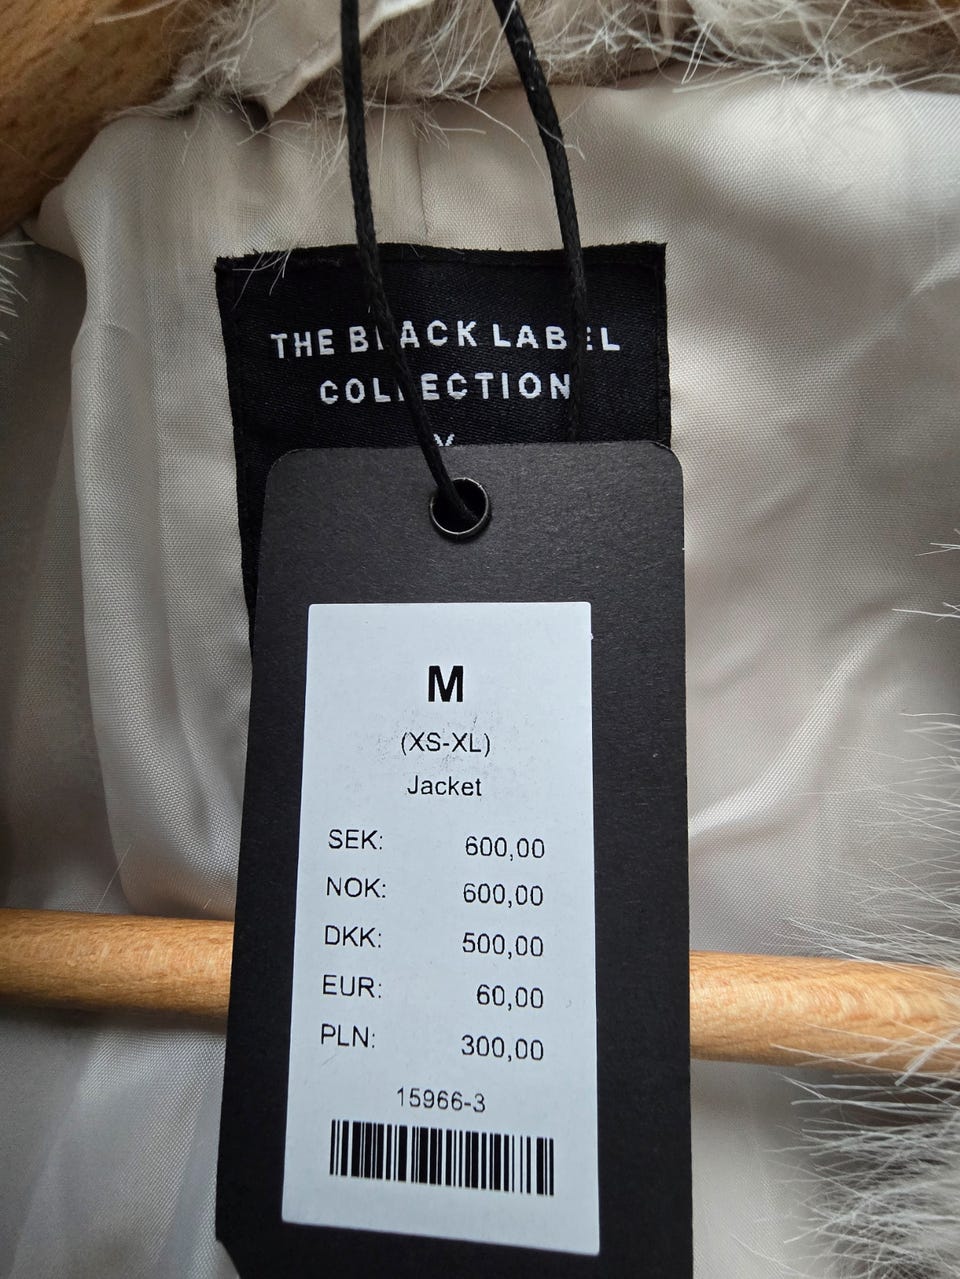 THE BLACK LABEL
COLLECTION
M
(XS-XL)
Jacket
SEK: 600,00
NOK: 600,00
DKK: 500,00
EUR: 60,00
PLN: 300,00
15966-3